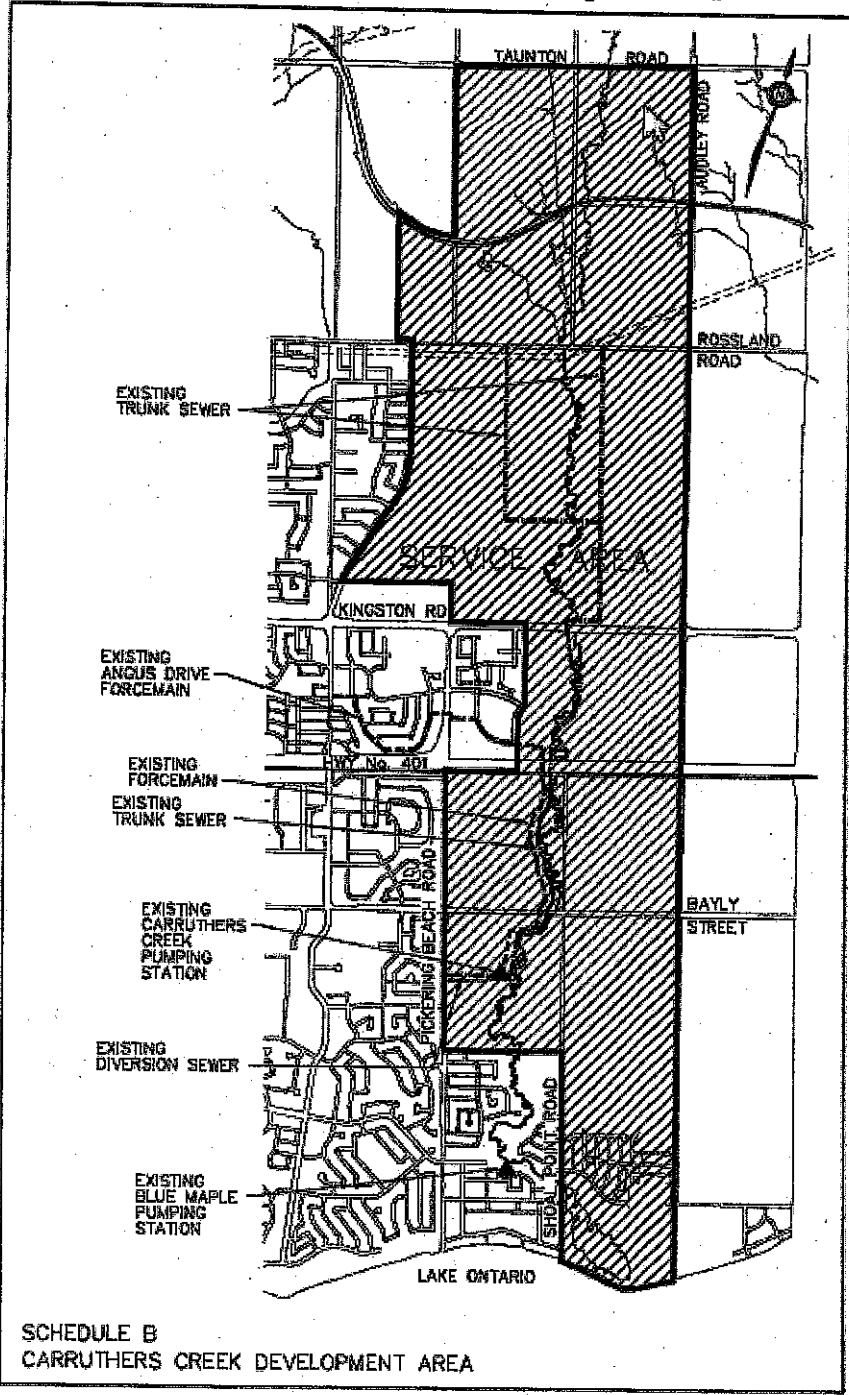 TAUNTON ROAD
AUDLEY ROAD
N
ROSSLAND
ROAD
EXISTING
TRUNK SEWER
SERVICE AREA
KINGSTON RD
EXISTING
ANGUS DRIVE
FORCEMAIN
HWY No. 401
EXISTING
FORCEMAIN
EXISTING
TRUNK SEWER
PICKERING BEACH ROAD
BAYLY
STREET
EXISTING
CARRUTHERS
CREEK
PUMPING
STATION
EXISTING
DIVERSION SEWER
SHOAL POINT ROAD
EXISTING
BLUE MAPLE
PUMPING
STATION
LAKE ONTARIO
SCHEDULE B
CARRUTHERS CREEK DEVELOPMENT AREA